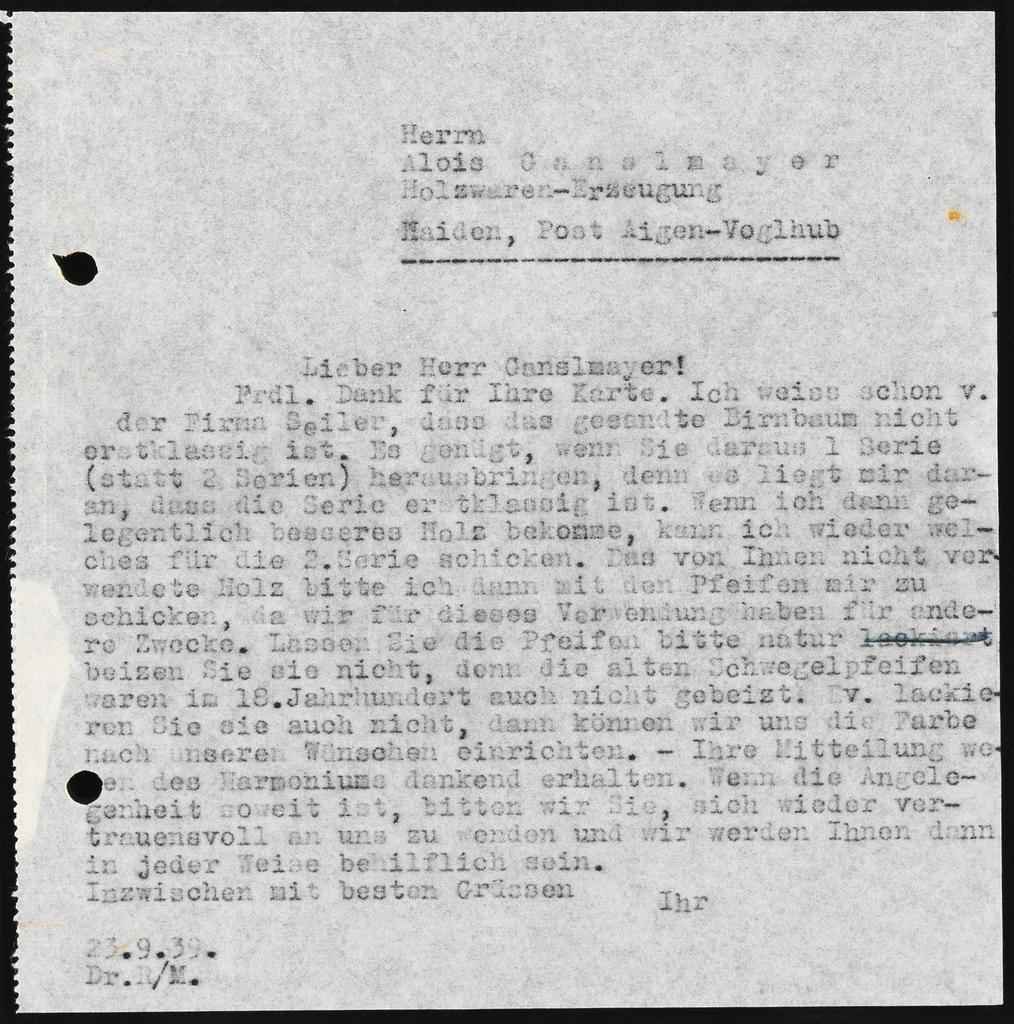 Herrn
Alois G a n s l m a y e r
Holzwaren-Erzeugung
Haiden, Post Aigen-Voglhub
Lieber Herr Ganslmayer!
Frdl. Dank für Ihre Karte. Ich weiss schon v.
der Firma Seiler, dass das gesandte Birnbaum nicht
erstklassig ist. Es genügt, wenn Sie daraus 1 Serie
(statt 2 Serien) herausbringen, denn es liegt mir dar-
an, dass die Serie erstklassig ist. Wenn ich dann ge-
legentlich besseres Holz bekomme, kann ich wieder wel-
ches für die 2.Serie schicken. Das von Ihnen nicht ver-
wendete Holz bitte ich dann mit den Pfeifen mir zu
schicken, da wir für dieses Verwendung haben für ande-
re Zwecke. Lassen Sie die Pfeifen bitte natur lackiert
beizen Sie sie nicht, denn die alten Schwegelpfeifen
waren im 18.Jahrhundert auch nicht gebeizt. Ev. lackie-
ren Sie sie auch nicht, dann können wir uns die Farbe
nach unseren Wünschen einrichten. - Ihre Mitteilung we-
gen des Harmoniums dankend erhalten. Wenn die Angele-
genheit soweit ist, bitten wir Sie, sich wieder ver-
trauensvoll an uns zu wenden und wir werden Ihnen dann
in jeder Weise behilflich sein.
Inzwischen mit besten Grüssen
Ihr
23.9.39.
Dr.R/M.